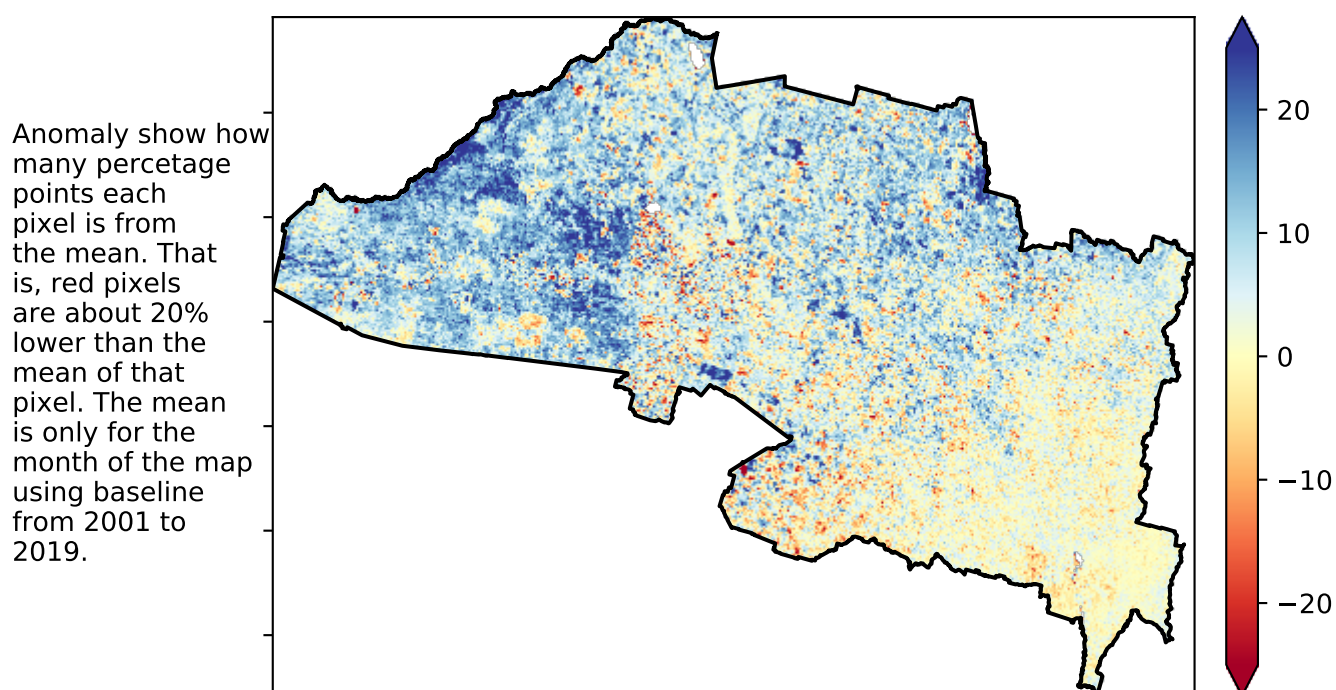 Anomaly show how
many percetage
points each
pixel is from
the mean. That
is, red pixels
are about 20%
lower than the
mean of that
pixel. The mean
is only for the
month of the map
using baseline
from 2001 to
2019.
20
10
0
−10
−20